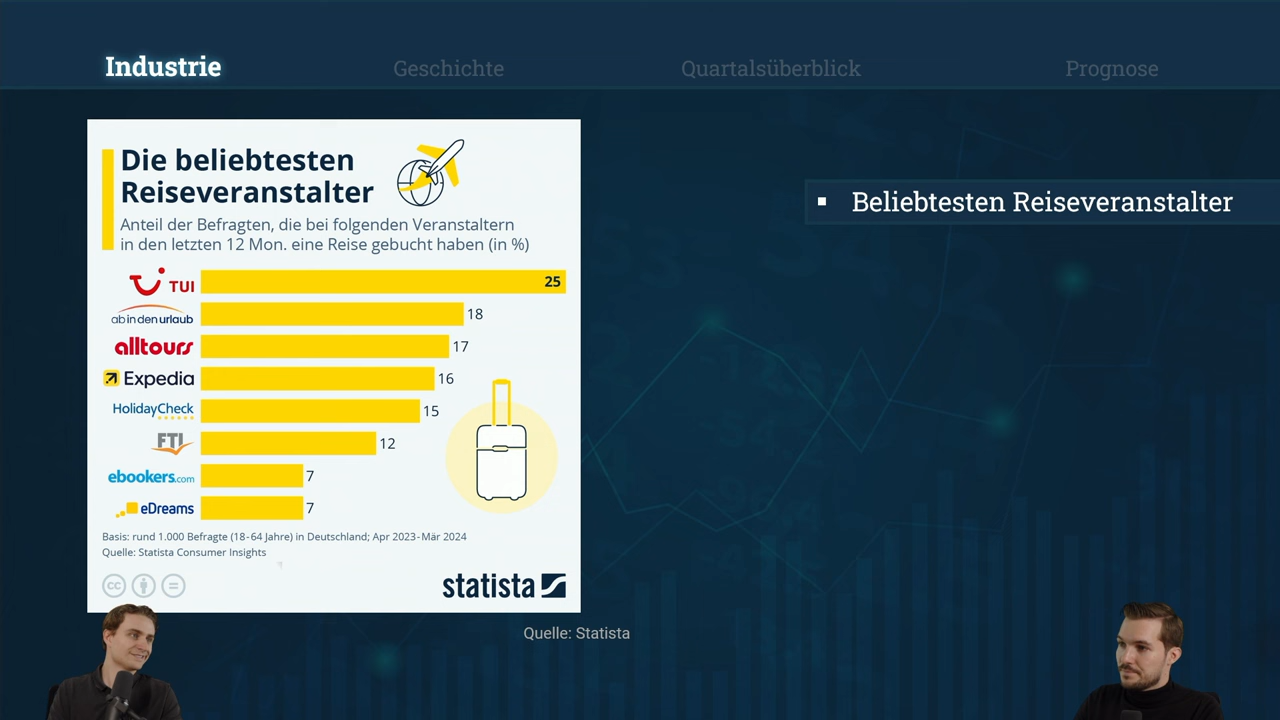 Industrie
Geschichte
Quartalsüberblick
Prognose
Die beliebtesten
Reiseveranstalter
Anteil der Befragten, die bei folgenden Veranstaltern
in den letzten 12 Mon. eine Reise gebucht haben (in %)
TUI 25
ab in den urlaub 18
alltours 17
Expedia 16
HolidayCheck 15
FTI 12
ebookers.com 7
eDreams 7
Basis: rund 1.000 Befragte (18-64 Jahre) in Deutschland; Apr 2023-Mär 2024
Quelle: Statista Consumer Insights
cc
statista
Quelle: Statista
▪ Beliebtesten Reiseveranstalter